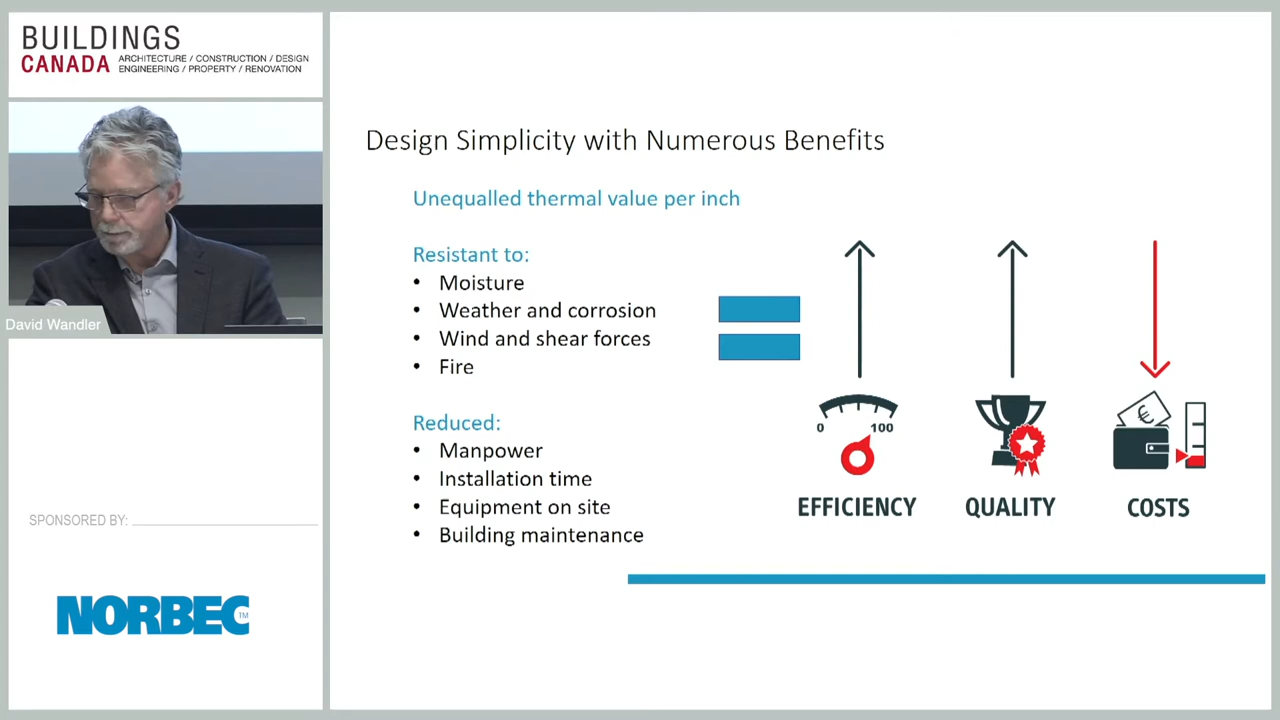 BUILDINGS
CANADA
ARCHITECTURE / CONSTRUCTION / DESIGN
ENGINEERING / PROPERTY / RENOVATION
David Wandler
SPONSORED BY:
NORBEC™
Design Simplicity with Numerous Benefits
Unequalled thermal value per inch
Resistant to:
• Moisture
• Weather and corrosion
• Wind and shear forces
• Fire
Reduced:
• Manpower
• Installation time
• Equipment on site
• Building maintenance
0 100
€
EFFICIENCY QUALITY COSTS